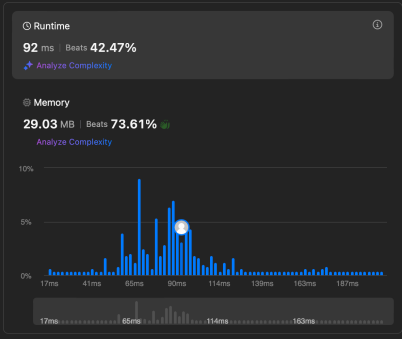 Runtime
92 ms | Beats 42.47%
Analyze Complexity
Memory
29.03 MB | Beats 73.61%
Analyze Complexity
10%
5%
0%
17ms 41ms 65ms 90ms 114ms 139ms 163ms 187ms
17ms 65ms 114ms 163ms